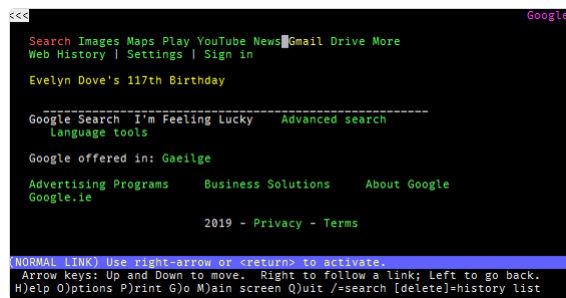 <<< Google
Search Images Maps Play YouTube News Gmail Drive More
Web History | Settings | Sign in
Evelyn Dove's 117th Birthday
Google Search I'm Feeling Lucky Advanced search
Language tools
Google offered in: Gaeilge
Advertising Programs Business Solutions About Google
Google.ie
2019 - Privacy - Terms
(NORMAL LINK) Use right-arrow or <return> to activate.
Arrow keys: Up and Down to move. Right to follow a link; Left to go back.
H)elp O)ptions P)rint G)o M)ain screen Q)uit /=search [delete]=history list